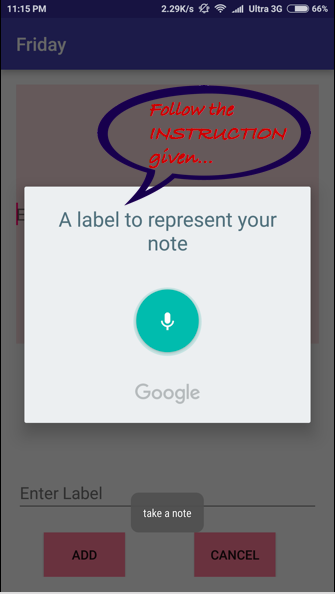 11:15 PM 2.29K/s Ultra 3G 66%
Friday
Follow the
INSTRUCTION
given...
A label to represent your
note
Google
Enter Label
take a note
ADD CANCEL